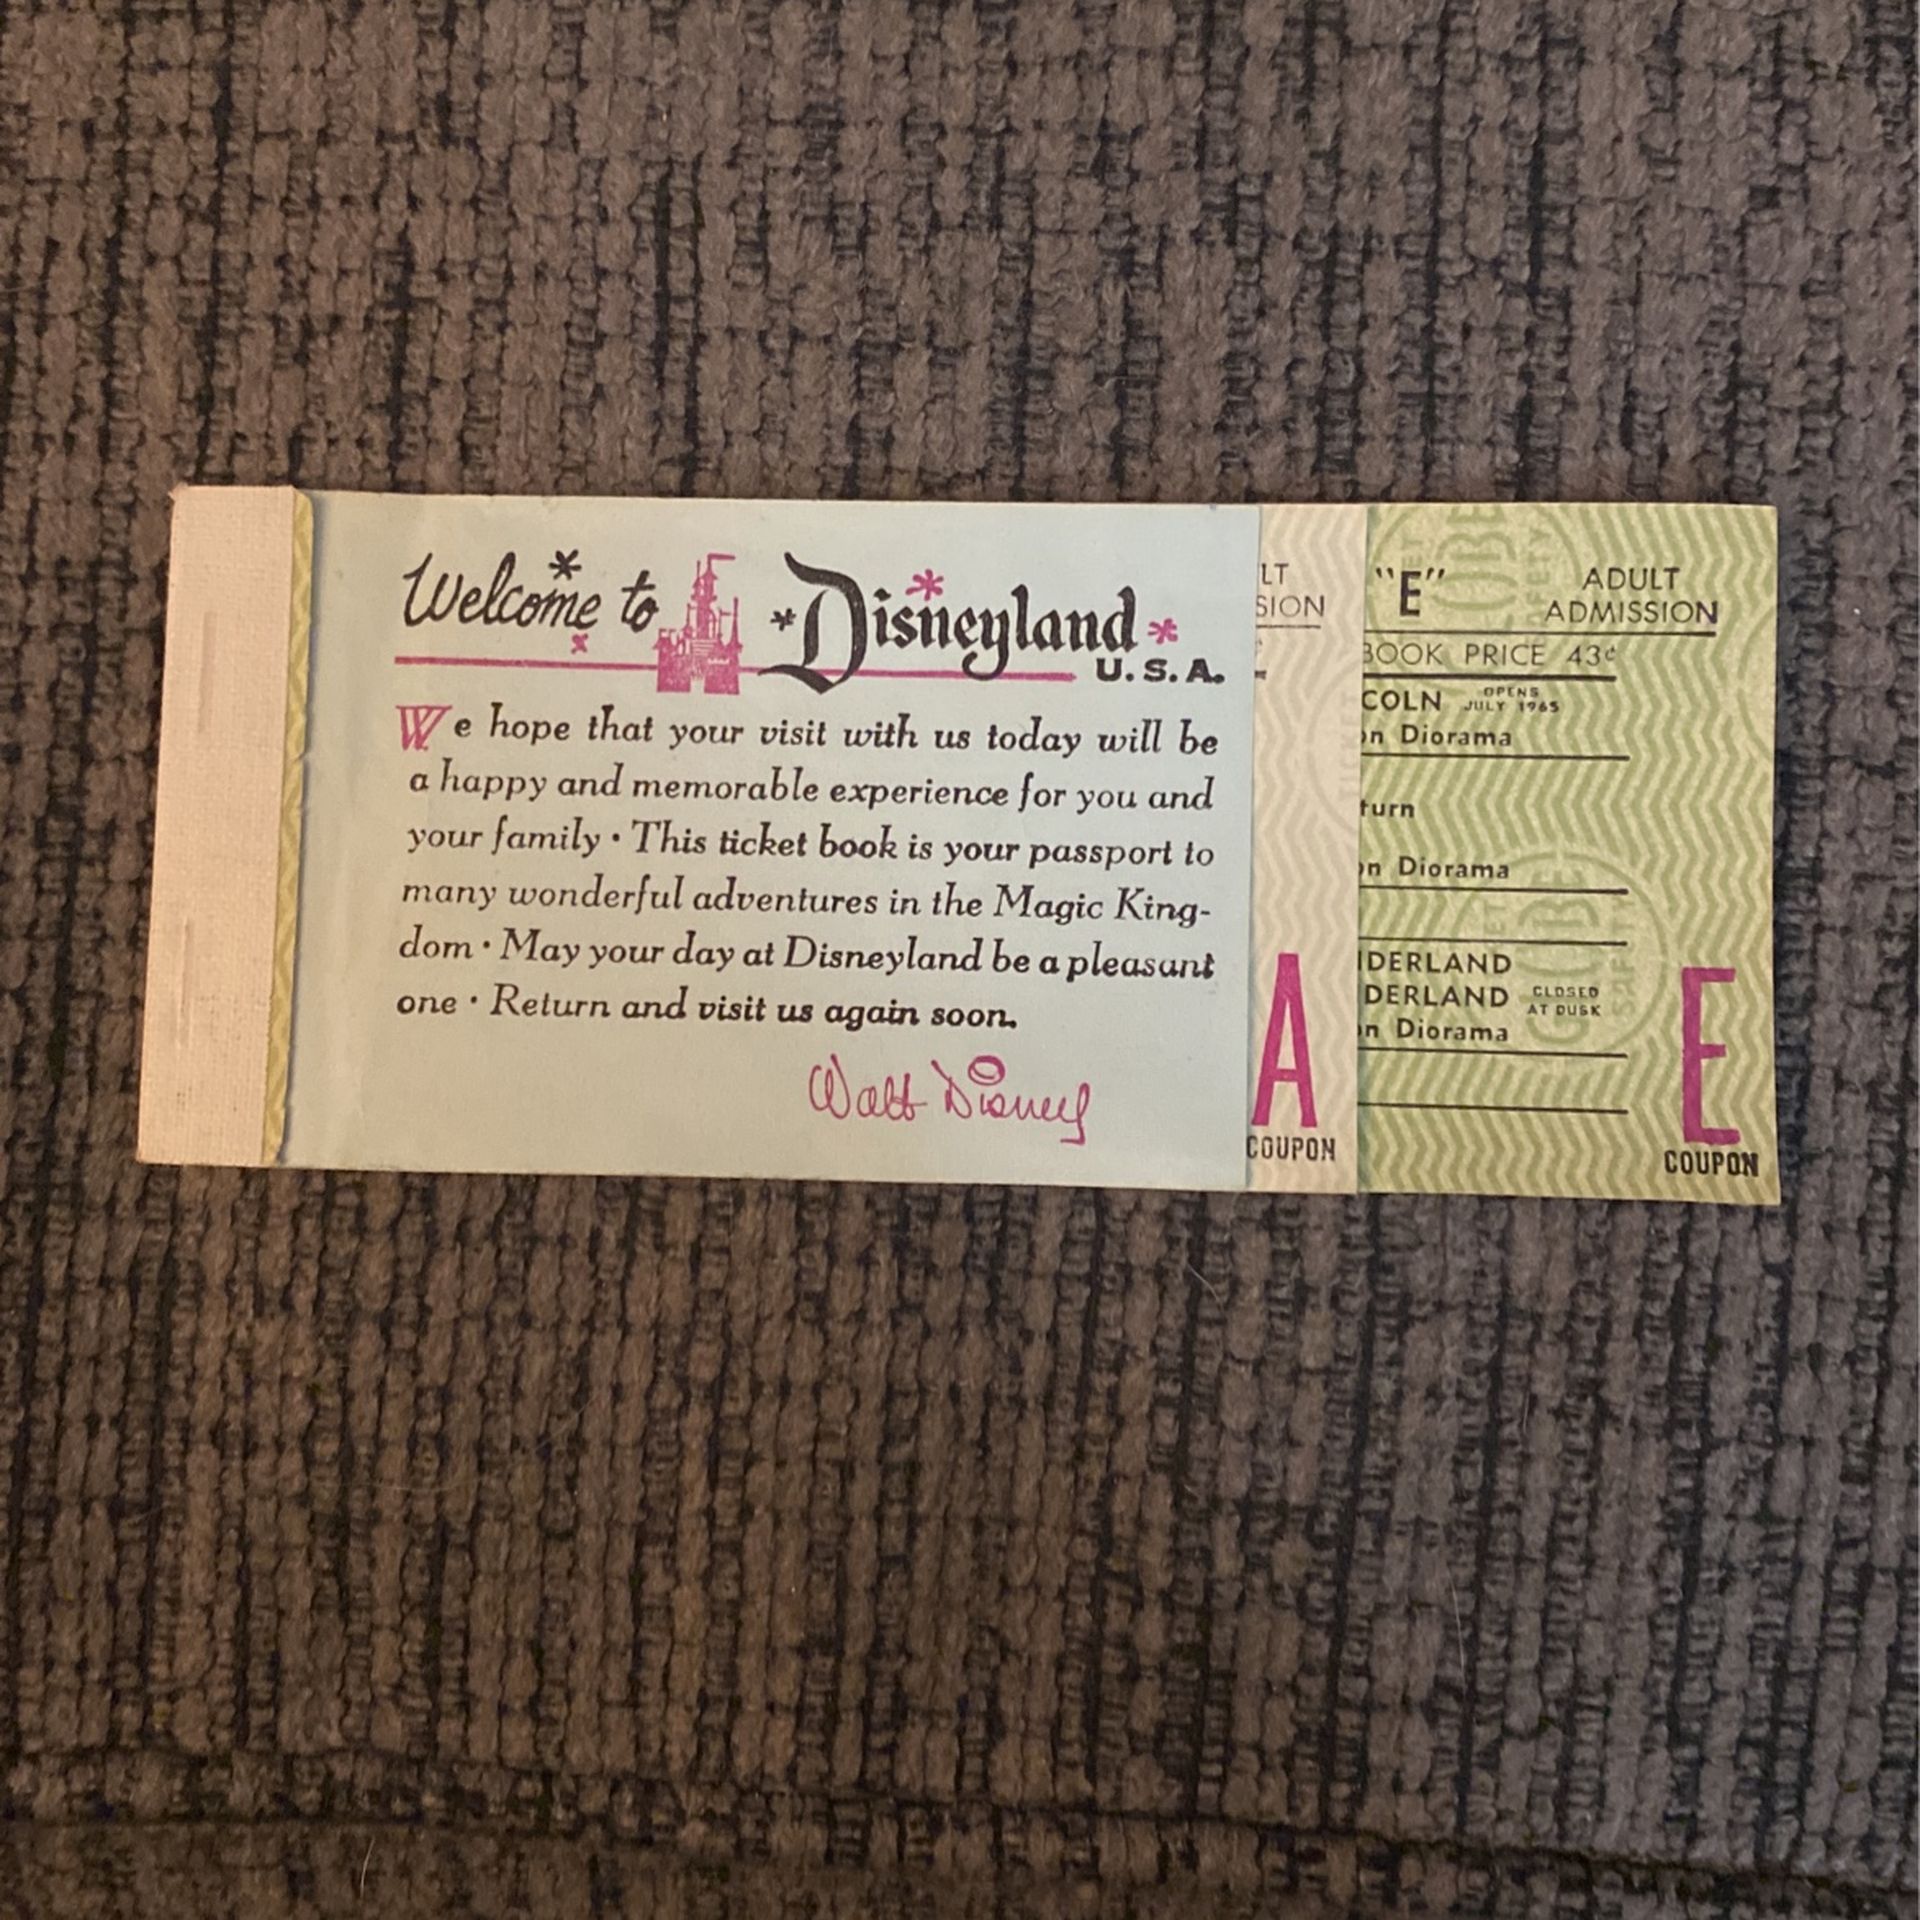 Welcome to Disneyland
U.S.A.
We hope that your visit with us today will be
a happy and memorable experience for you and
your family • This ticket book is your passport to
many wonderful adventures in the Magic King-
dom • May your day at Disneyland be a pleasant
one • Return and visit us again soon.
Walt Disney
LT
SION
A
COUPON
"E" ADULT
ADMISSION
BOOK PRICE 43¢
COLN OPENS
JULY 1965
on Diorama
turn
on Diorama
DERLAND
DERLAND CLOSED
AT DUSK
on Diorama
E
COUPON